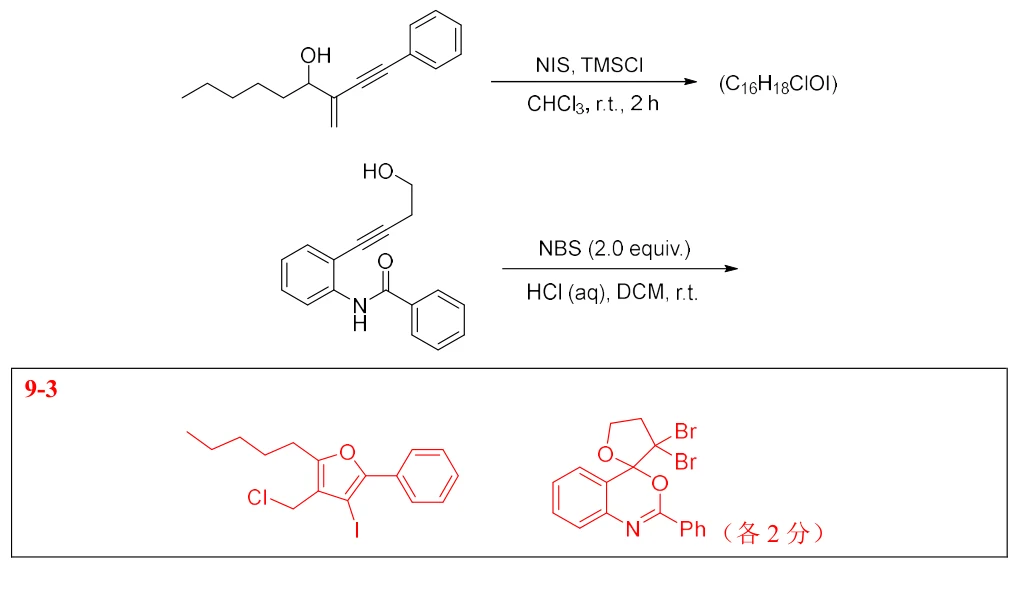 OH
NIS, TMSCl
CHCl₃, r.t., 2 h
(C₁₆H₁₈ClOI)
HO
O
N
H
NBS (2.0 equiv.)
HCl (aq), DCM, r.t.
9-3
O
Cl
I
Br
Br
O
O
N
Ph (各 2 分)